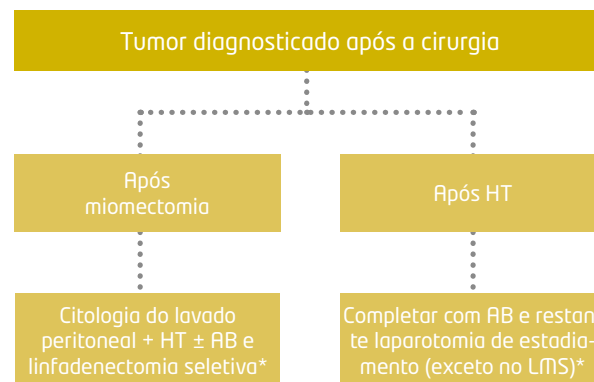 Tumor diagnosticado após a cirurgia
Após
miomectomia
Após HT
Citologia do lavado
peritoneal + HT ± AB e
linfadenectomia seletiva*
Completar com AB e restan-
te laparotomia de estadia-
mento (exceto no LMS)*